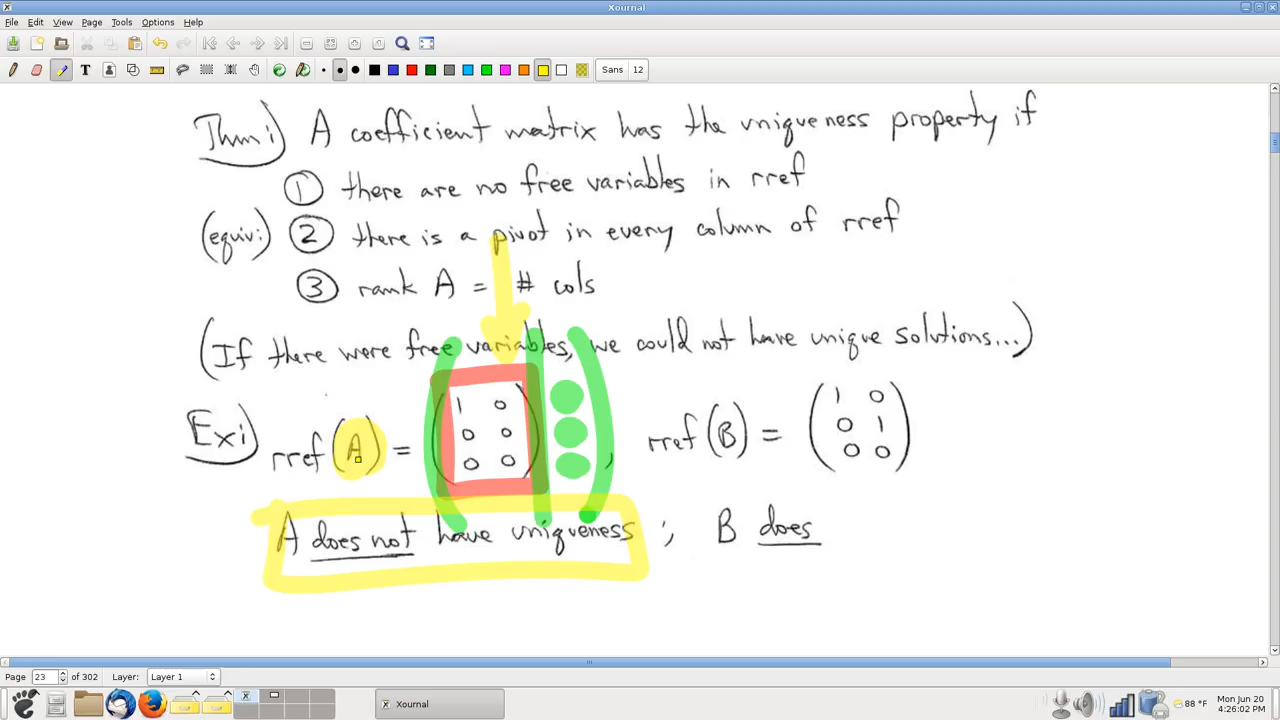 Xournal
File Edit View Page Tools Options Help
Sans 12
Thm: A coefficient matrix has the uniqueness property if
① there are no free variables in rref
(equiv:) ② there is a pivot in every column of rref
③ rank A = # cols
(If there were free variables, we could not have unique solutions...)
Ex: rref (A) = ( 1 0 , rref (B) = ( 1 0
0 0 0 1
0 0 ) 0 0 )
A does not have uniqueness ; B does
Page 23 of 302 Layer: Layer 1
Xournal 88 °F Mon Jun 20
4:26:02 PM